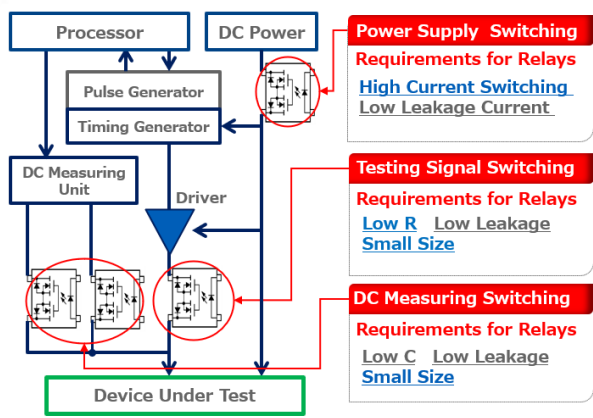 Processor
DC Power
Pulse Generator
Timing Generator
DC Measuring
Unit
Driver
Device Under Test
Power Supply Switching
Requirements for Relays
High Current Switching
Low Leakage Current
Testing Signal Switching
Requirements for Relays
Low R Low Leakage
Small Size
DC Measuring Switching
Requirements for Relays
Low C Low Leakage
Small Size